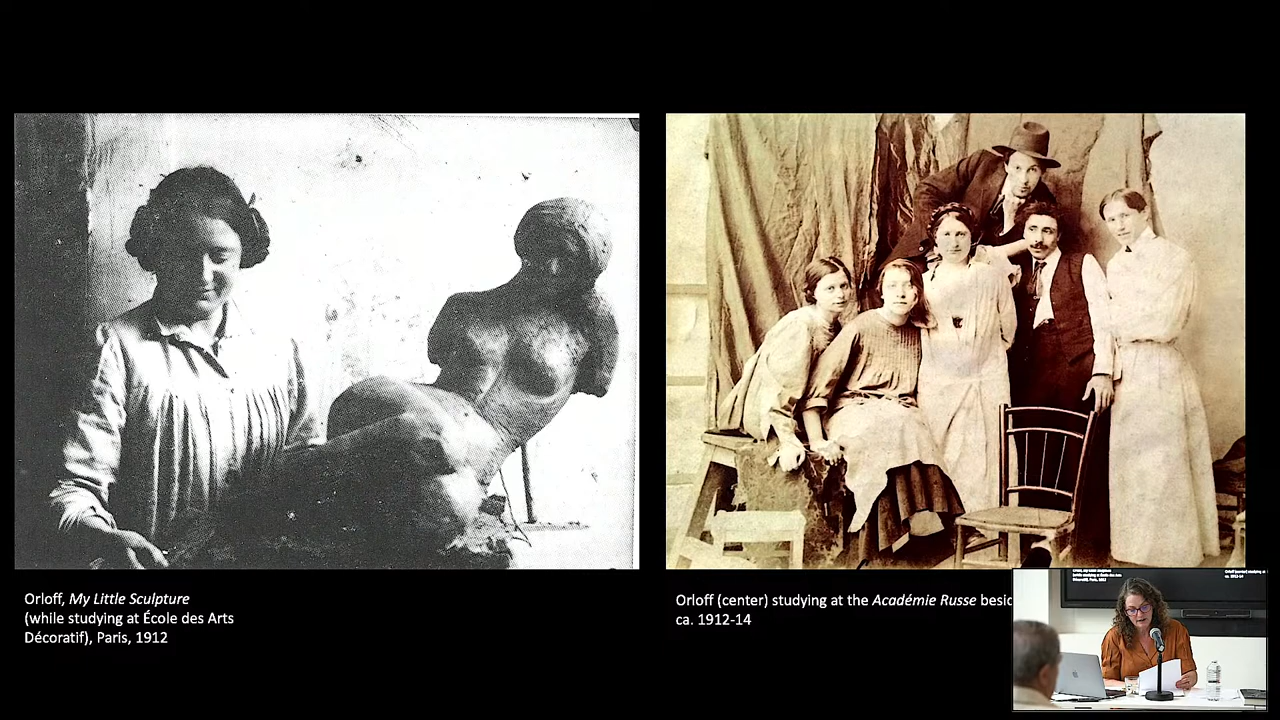 Orloff, My Little Sculpture
(while studying at École des Arts
Décoratif), Paris, 1912
Orloff (center) studying at the Académie Russe
ca. 1912-14